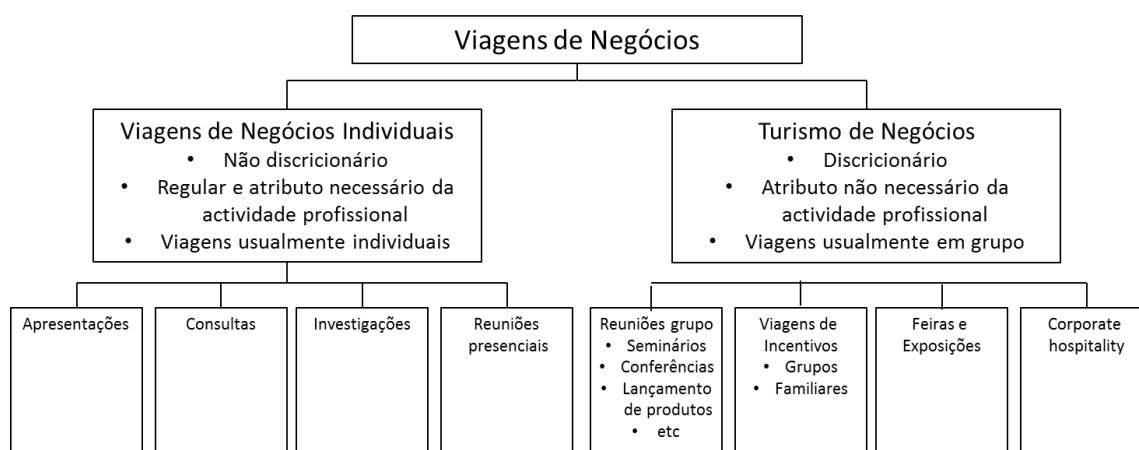 Viagens de Negócios
Viagens de Negócios Individuais
• Não discricionário
• Regular e atributo necessário da
actividade profissional
• Viagens usualmente individuais
Turismo de Negócios
• Discricionário
• Atributo não necessário da
actividade profissional
• Viagens usualmente em grupo
Apresentações
Consultas
Investigações
Reuniões
presenciais
Reuniões grupo
• Seminários
• Conferências
• Lançamento
de produtos
• etc
Viagens de
Incentivos
• Grupos
• Familiares
Feiras e
Exposições
Corporate
hospitality